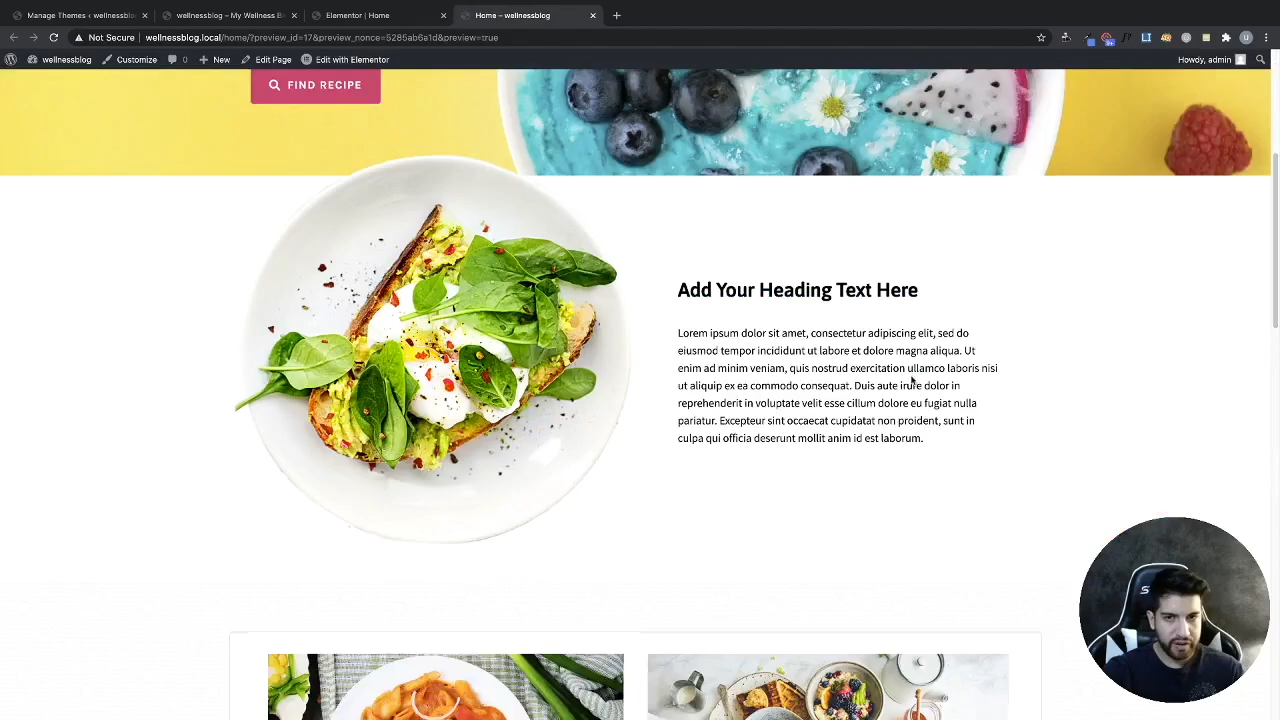 Manage Themes ‹ wellnessblog
wellnessblog – My Wellness B
Elementor | Home
Home – wellnessblog
Not Secure | wellnessblog.local/home/?preview_id=17&preview_nonce=5285ab6a1d&preview=true
wellnessblog Customize 0 New Edit Page Edit with Elementor Howdy, admin
FIND RECIPE
Add Your Heading Text Here
Lorem ipsum dolor sit amet, consectetur adipiscing elit, sed do
eiusmod tempor incididunt ut labore et dolore magna aliqua. Ut
enim ad minim veniam, quis nostrud exercitation ullamco laboris nisi
ut aliquip ex ea commodo consequat. Duis aute irure dolor in
reprehenderit in voluptate velit esse cillum dolore eu fugiat nulla
pariatur. Excepteur sint occaecat cupidatat non proident, sunt in
culpa qui officia deserunt mollit anim id est laborum.